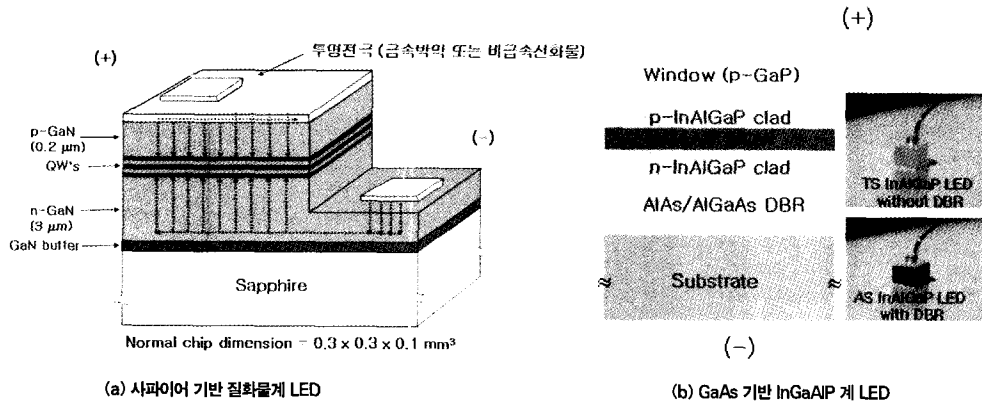 (+)
투명전극 (금속박막 또는 비금속산화물)
(+)
Window (p-GaP)
p-GaN
(0.2 μm)
QW's
n-GaN
(3 μm)
GaN buffer
(-)
Sapphire
Normal chip dimension = 0.3 x 0.3 x 0.1 mm³
(a) 사파이어 기반 질화물계 LED
p-InAlGaP clad
n-InAlGaP clad
AlAs/AlGaAs DBR
≈ Substrate ≈
TS InAlGaP LED
without DBR
AS InAlGaP LED
with DBR
(-)
(b) GaAs 기반 InGaAlP 계 LED